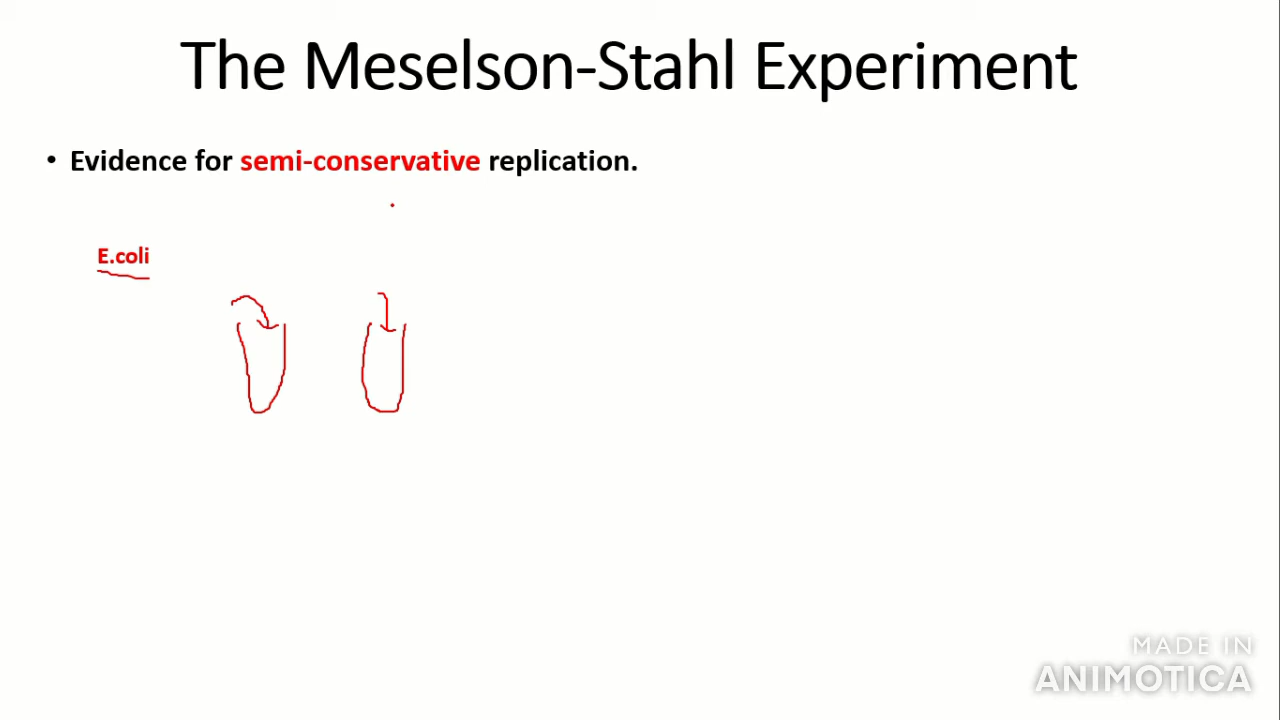 The Meselson-Stahl Experiment
• Evidence for semi-conservative replication.
E.coli
MADE IN
ANIMOTICA